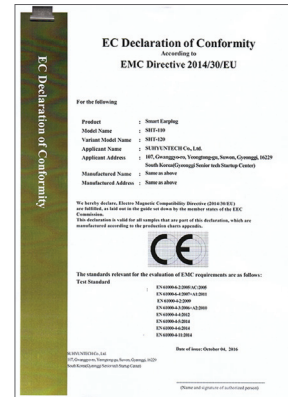 EC Declaration of Conformity
EC Declaration of Conformity
According to
EMC Directive 2014/30/EU
For the following
Product : Smart Earplug
Model Name : SHT-110
Variant Model Name : SHT-120
Applicant Name : SUHYUNTECH Co., Ltd.
Applicant Address : 107, Gwanggyo-ro, Yeongtong-gu, Suwon, Gyeonggi, 16229
South Korea(Gyeonggi Senior tech Startup Center)
Manufactured Name : Same as above
Manufactured Address : Same as above
We hereby declare, Electro Magnetic Compatibility Directive (2014/30/EU)
are fulfilled, as laid out in the guide set down by the member states of the EEC
Commission.
This declaration is valid for all samples that are part of this declaration, which are
manufactured according to the production charts appendix.
CE
The standards relevant for the evaluation of EMC requirements are as follows:
Test Standard
EN 61000-6-2:2005/AC:2005
EN 61000-6-4:2007+A1:2011
EN 61000-4-2:2009
EN 61000-4-3:2006+A2:2010
EN 61000-4-4:2012
EN 61000-4-5:2014
EN 61000-4-6:2014
EN 61000-4-11:2014
Date of issue: October 04, 2016
SUHYUNTECH Co., Ltd
107, Gwanggyo-ro, Yeongtong-gu, Suwon, Gyeonggi, 16229
South Korea(Gyeonggi Senior tech Startup Center)
(Name and signature of authorized person)